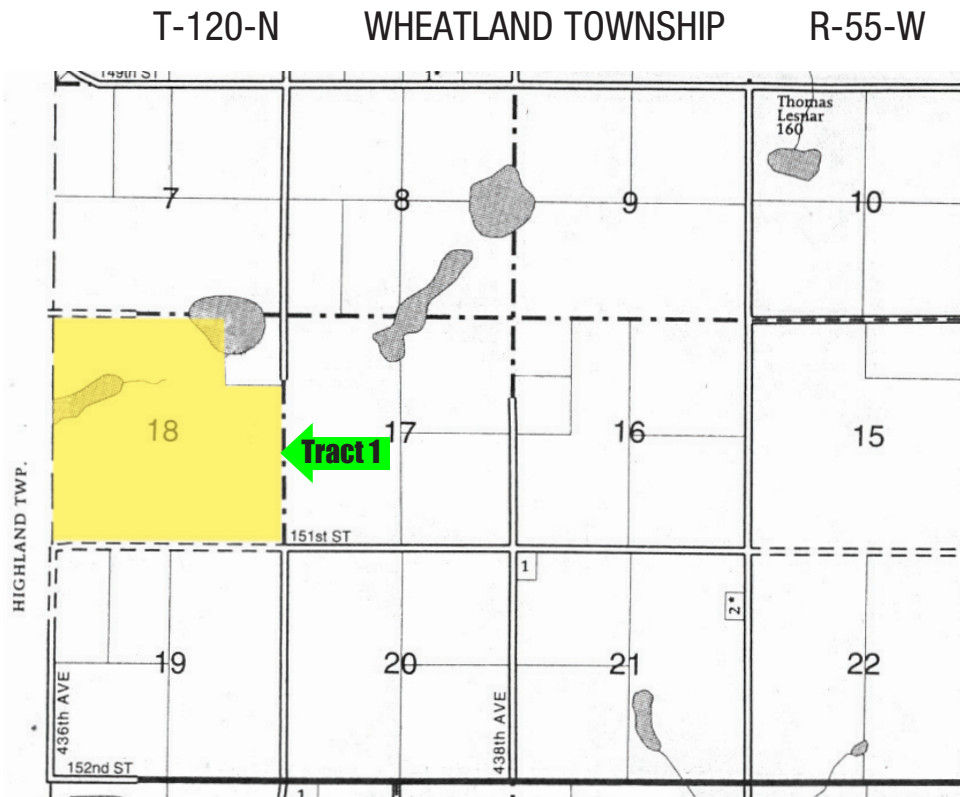 T-120-N WHEATLAND TOWNSHIP R-55-W
149th ST
1*
Thomas
Lesnar
160
7 8 9 10
18 17 16 15
Tract 1
HIGHLAND TWP.
151st ST
1
2*
19 20 21 22
436th AVE
438th AVE
152nd ST
1